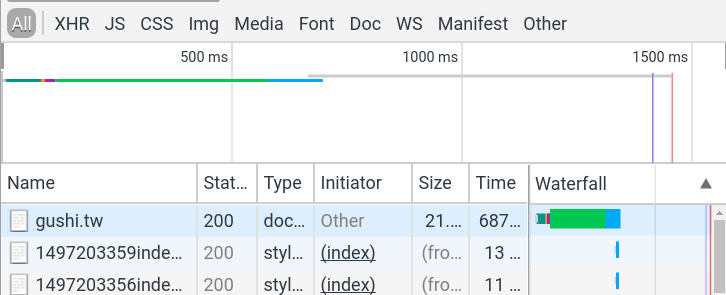 All XHR JS CSS Img Media Font Doc WS Manifest Other
500 ms 1000 ms 1500 ms
Name Stat... Type Initiator Size Time Waterfall ▲
gushi.tw 200 doc... Other 21.... 687...
1497203359inde... 200 styl... (index) (fro... 13 ...
1497203356inde... 200 styl... (index) (fro... 11 ...